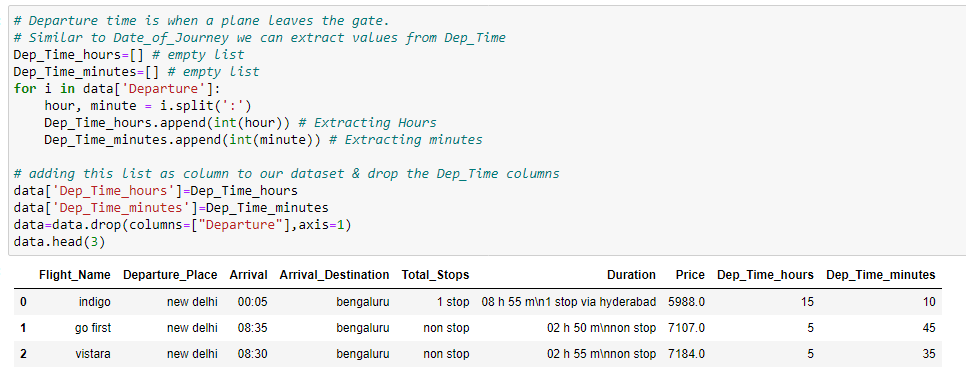 # Departure time is when a plane leaves the gate.
# Similar to Date_of_Journey we can extract values from Dep_Time
Dep_Time_hours=[] # empty list
Dep_Time_minutes=[] # empty list
for i in data['Departure']:
    hour, minute = i.split(':')
    Dep_Time_hours.append(int(hour)) # Extracting Hours
    Dep_Time_minutes.append(int(minute)) # Extracting minutes

# adding this list as column to our dataset & drop the Dep_Time columns
data['Dep_Time_hours']=Dep_Time_hours
data['Dep_Time_minutes']=Dep_Time_minutes
data=data.drop(columns=["Departure"],axis=1)
data.head(3)
Flight_Name Departure_Place Arrival Arrival_Destination Total_Stops Duration Price Dep_Time_hours Dep_Time_minutes
0 indigo new delhi 00:05 bengaluru 1 stop 08 h 55 m\n1 stop via hyderabad 5988.0 15 10
1 go first new delhi 08:35 bengaluru non stop 02 h 50 m\nnon stop 7107.0 5 45
2 vistara new delhi 08:30 bengaluru non stop 02 h 55 m\nnon stop 7184.0 5 35